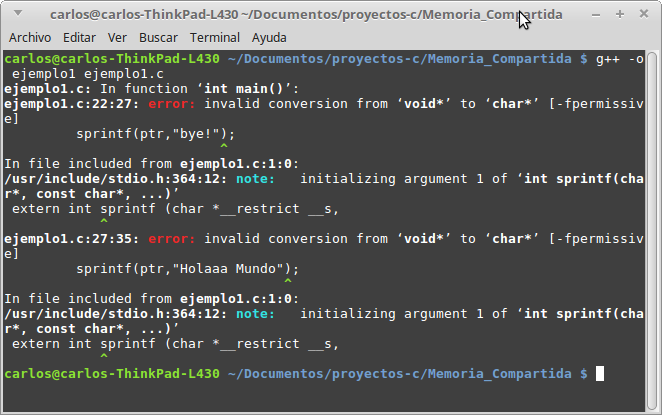 carlos@carlos-ThinkPad-L430 ~/Documentos/proyectos-c/Memoria_Compartida
Archivo Editar Ver Buscar Terminal Ayuda
carlos@carlos-ThinkPad-L430 ~/Documentos/proyectos-c/Memoria_Compartida $ g++ -o
 ejemplo1 ejemplo1.c
ejemplo1.c: In function ‘int main()’:
ejemplo1.c:22:27: error: invalid conversion from ‘void*’ to ‘char*’ [-fpermissiv
e]
         sprintf(ptr,"bye!");
                           ^
In file included from ejemplo1.c:1:0:
/usr/include/stdio.h:364:12: note:   initializing argument 1 of ‘int sprintf(cha
r*, const char*, ...)’
 extern int sprintf (char *__restrict __s,
            ^
ejemplo1.c:27:35: error: invalid conversion from ‘void*’ to ‘char*’ [-fpermissiv
e]
         sprintf(ptr,"Holaaa Mundo");
                                   ^
In file included from ejemplo1.c:1:0:
/usr/include/stdio.h:364:12: note:   initializing argument 1 of ‘int sprintf(cha
r*, const char*, ...)’
 extern int sprintf (char *__restrict __s,
            ^
carlos@carlos-ThinkPad-L430 ~/Documentos/proyectos-c/Memoria_Compartida $